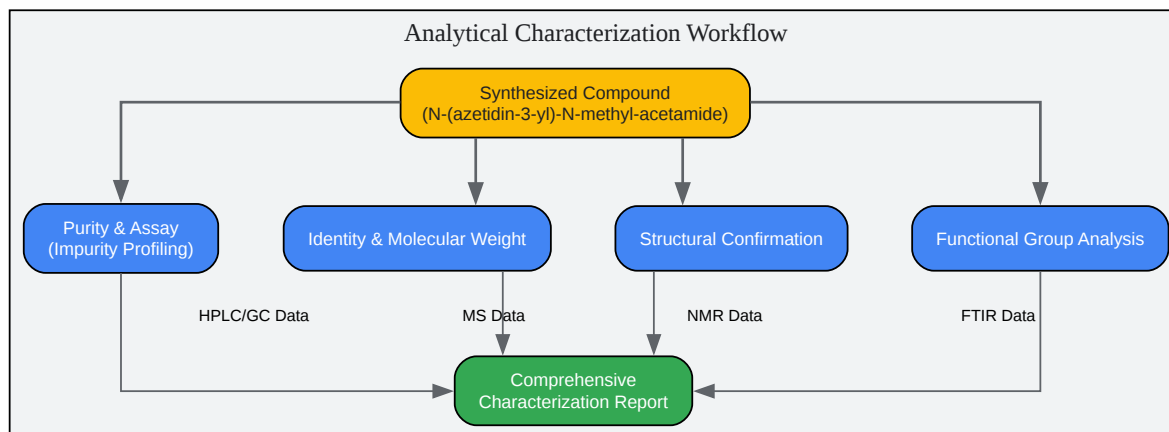 Analytical Characterization Workflow
Synthesized Compound
(N-(azetidin-3-yl)-N-methyl-acetamide)
Purity & Assay
(Impurity Profiling)
Identity & Molecular Weight
Structural Confirmation
Functional Group Analysis
HPLC/GC Data
MS Data
NMR Data
FTIR Data
Comprehensive
Characterization Report